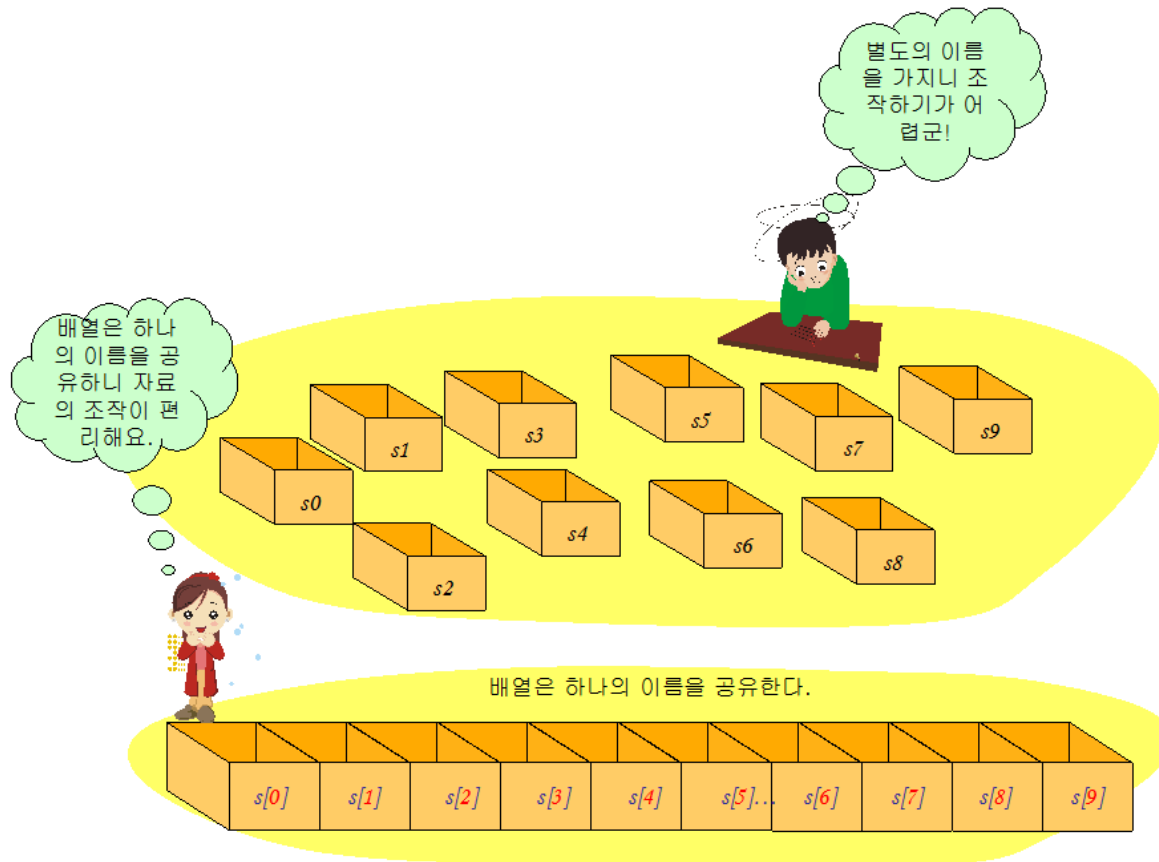 별도의 이름
을 가지니 조
작하기가 어
렵군!
배열은 하나
의 이름을 공
유하니 자료
의 조작이 편
리해요.
s0
s1
s2
s3
s4
s5
s6
s7
s8
s9
배열은 하나의 이름을 공유한다.
s[0] s[1] s[2] s[3] s[4] s[5]... s[6] s[7] s[8] s[9]